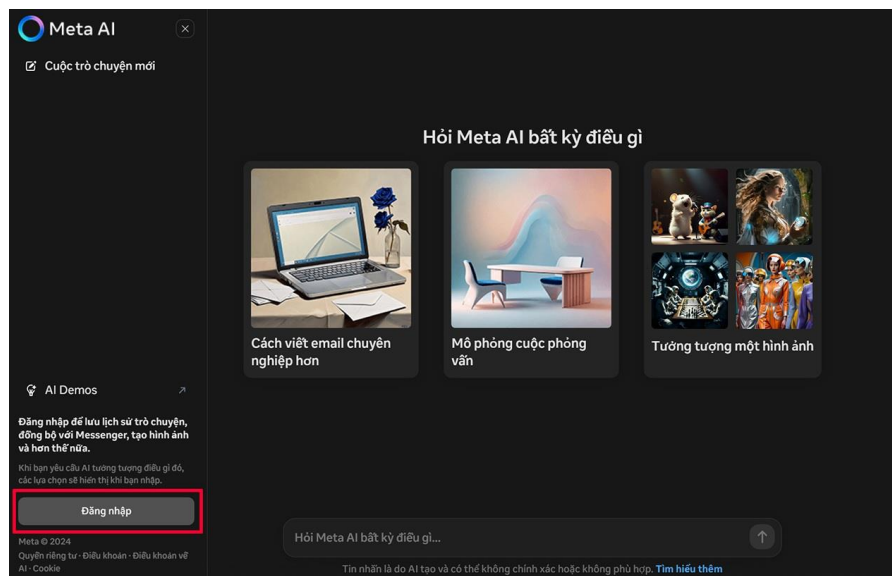 Meta AI
Cuộc trò chuyện mới
Hỏi Meta AI bất kỳ điều gì
Cách viết email chuyên
nghiệp hơn
Mô phỏng cuộc phỏng
vấn
Tưởng tượng một hình ảnh
AI Demos
Đăng nhập để lưu lịch sử trò chuyện,
đồng bộ với Messenger, tạo hình ảnh
và hơn thế nữa.
Khi bạn yêu cầu AI tưởng tượng điều gì đó,
các lựa chọn sẽ hiển thị khi bạn nhập.
Đăng nhập
Meta © 2024
Quyền riêng tư · Điều khoản · Điều khoản về
AI · Cookie
Hỏi Meta AI bất kỳ điều gì...
Tin nhắn là do AI tạo và có thể không chính xác hoặc không phù hợp. Tìm hiểu thêm